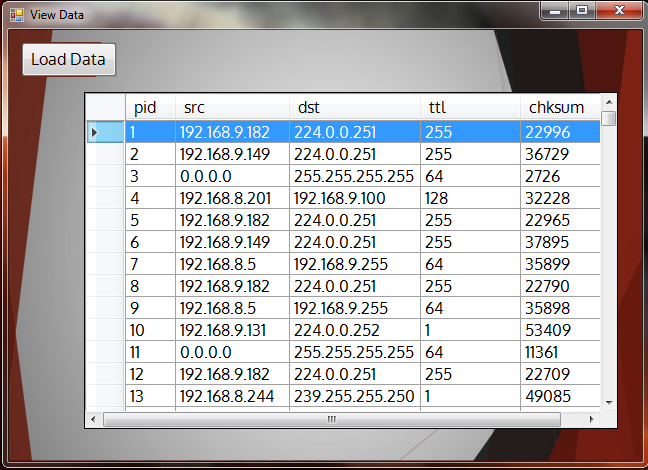 View Data
Load Data
pid src dst ttl chksum
1 192.168.9.182 224.0.0.251 255 22996
2 192.168.9.149 224.0.0.251 255 36729
3 0.0.0.0 255.255.255.255 64 2726
4 192.168.8.201 192.168.9.100 128 32228
5 192.168.9.182 224.0.0.251 255 22965
6 192.168.9.149 224.0.0.251 255 37895
7 192.168.8.5 192.168.9.255 64 35899
8 192.168.9.182 224.0.0.251 255 22790
9 192.168.8.5 192.168.9.255 64 35898
10 192.168.9.131 224.0.0.252 1 53409
11 0.0.0.0 255.255.255.255 64 11361
12 192.168.9.182 224.0.0.251 255 22709
13 192.168.8.244 239.255.255.250 1 49085